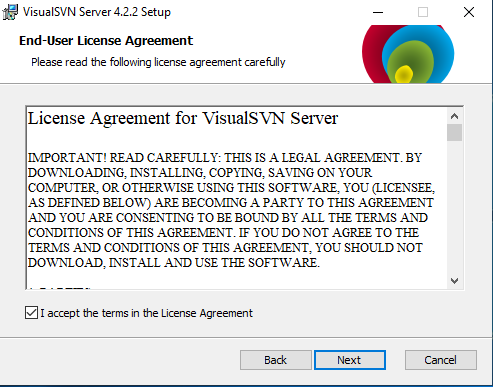 VisualSVN Server 4.2.2 Setup
End-User License Agreement
Please read the following license agreement carefully
License Agreement for VisualSVN Server
IMPORTANT! READ CAREFULLY: THIS IS A LEGAL AGREEMENT. BY
DOWNLOADING, INSTALLING, COPYING, SAVING ON YOUR
COMPUTER, OR OTHERWISE USING THIS SOFTWARE, YOU (LICENSEE,
AS DEFINED BELOW) ARE BECOMING A PARTY TO THIS AGREEMENT
AND YOU ARE CONSENTING TO BE BOUND BY ALL THE TERMS AND
CONDITIONS OF THIS AGREEMENT. IF YOU DO NOT AGREE TO THE
TERMS AND CONDITIONS OF THIS AGREEMENT, YOU SHOULD NOT
DOWNLOAD, INSTALL AND USE THE SOFTWARE.
I accept the terms in the License Agreement
Back
Next
Cancel